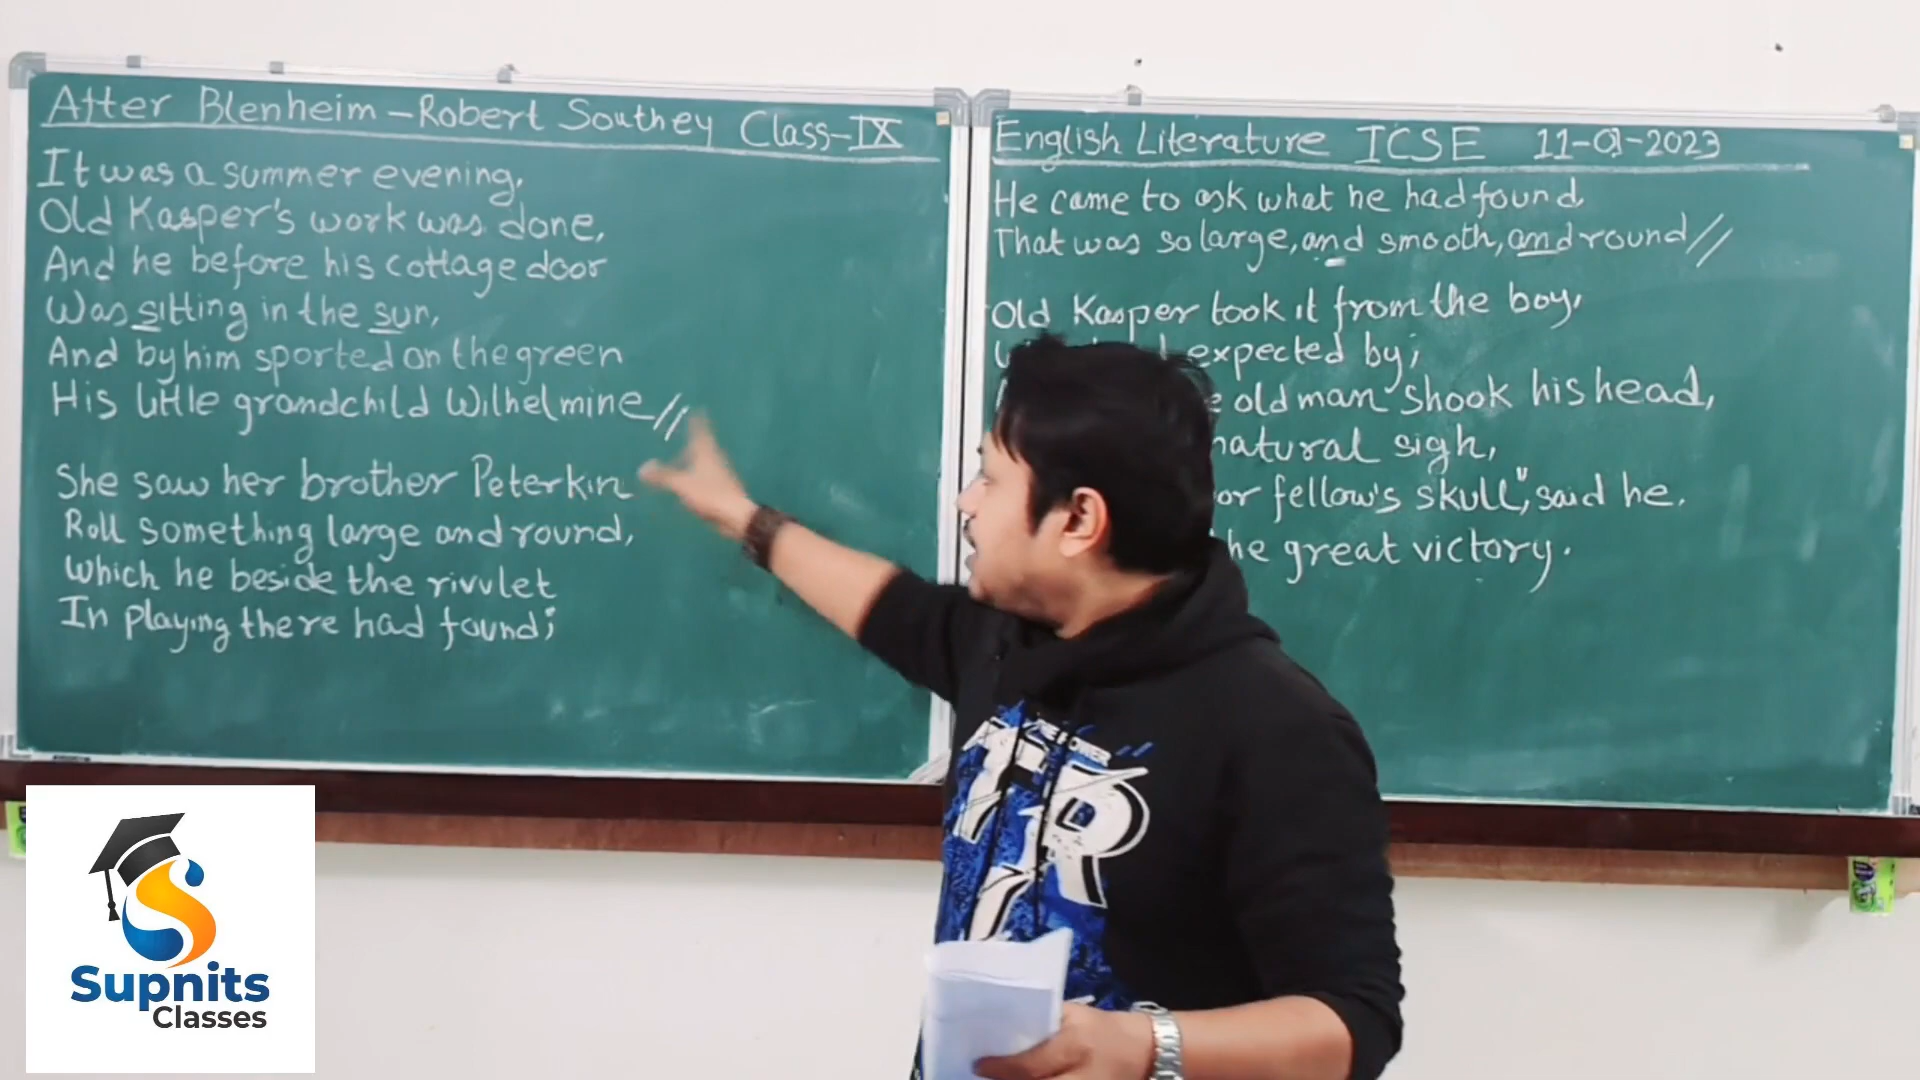 After Blenheim - Robert Southey Class-IX
It was a summer evening,
Old Kasper's work was done,
And he before his cottage door
Was sitting in the sun,
And by him sported on the green
His little grandchild Wilhelmine //
She saw her brother Peterkin
Roll something large and round,
Which he beside the rivulet
In playing there had found;
English Literature ICSE 11-01-2023
He came to ask what he had found,
That was so large, and smooth, and round //
Old Kasper took it from the boy,
expected by;
old man shook his head,
natural sigh,
fellow's skull", said he.
the great victory.
Supnits
Classes